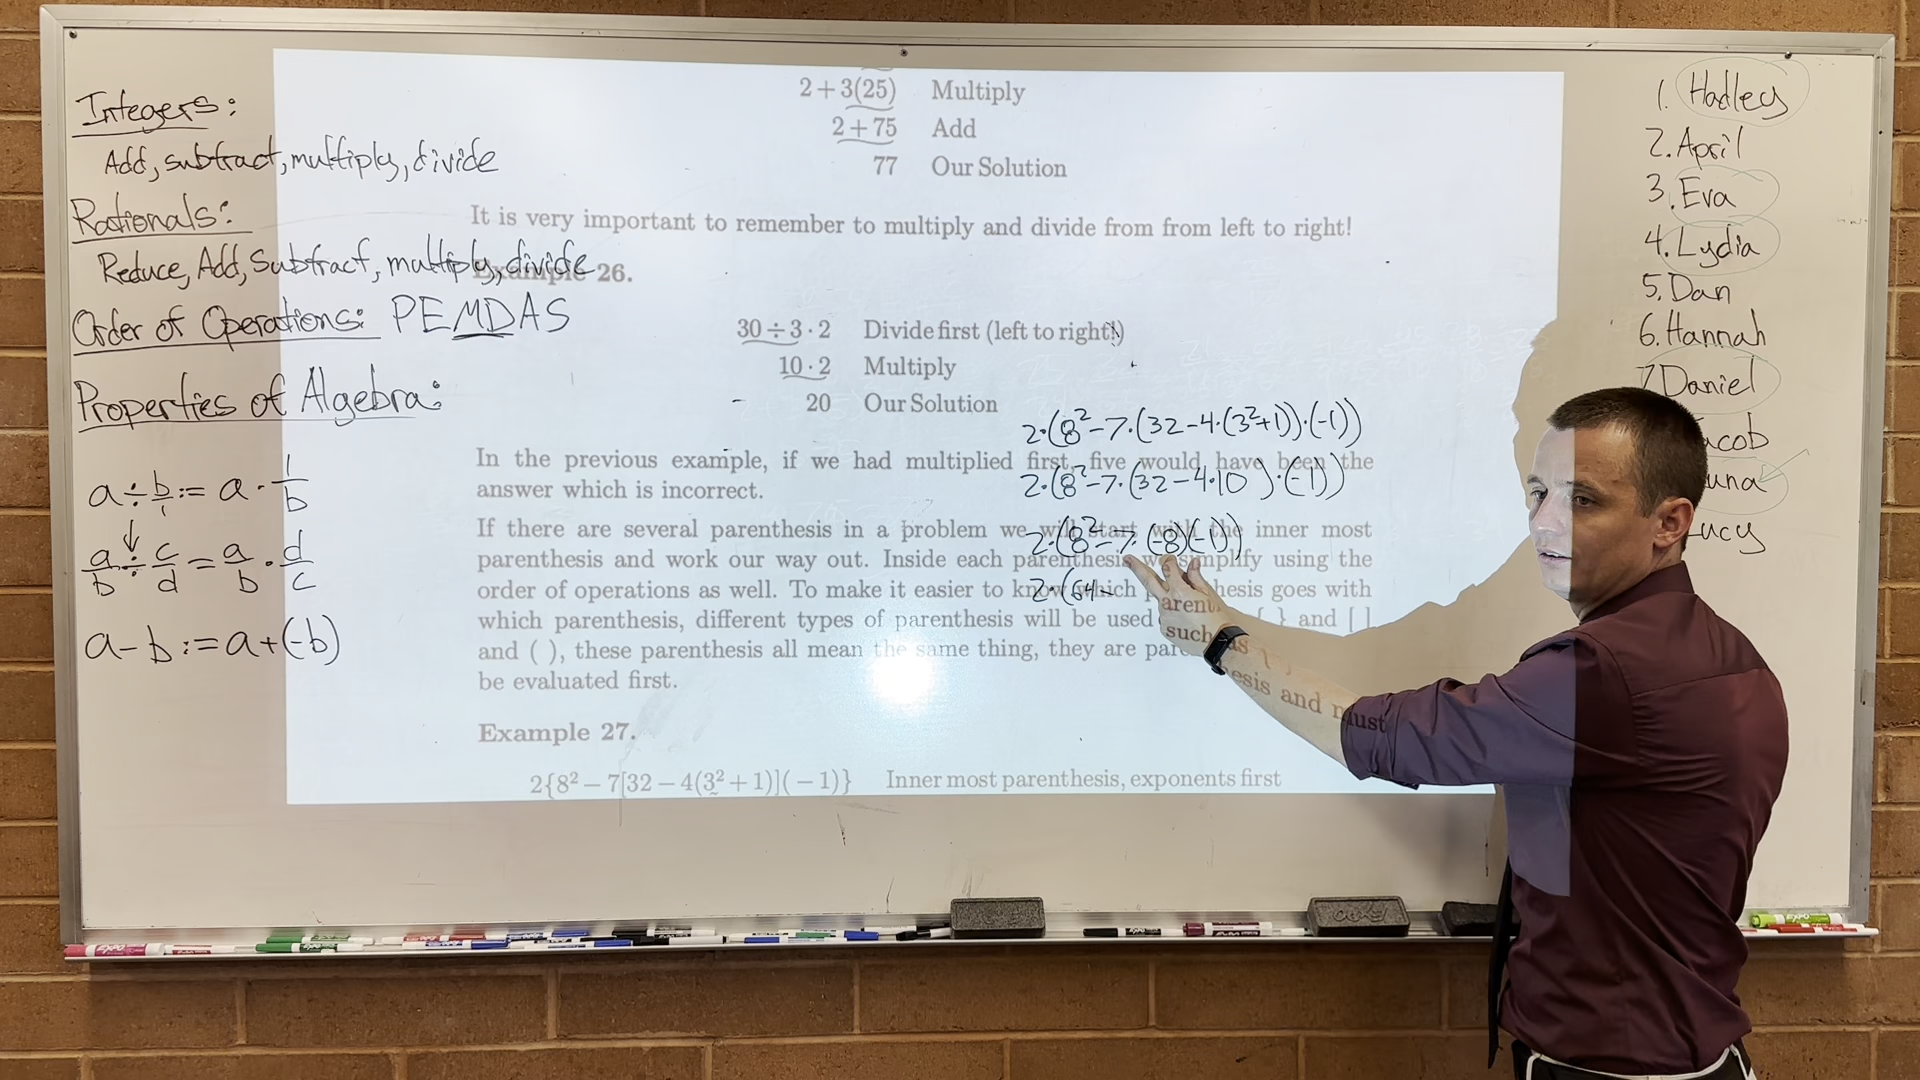 Integers:
Add, subtract, multiply, divide
Rationals:
Reduce, Add, Subtract, multiply, divide
Order of Operations: PEMDAS
Properties of Algebra:
a ÷ b/1 := a · 1/b
a/b ÷ c/d = a/b · d/c
a - b := a + (-b)
2 + 3(25) Multiply
2 + 75 Add
77 Our Solution
It is very important to remember to multiply and divide from from left to right!
Example 26.
30 ÷ 3 · 2 Divide first (left to right!)
10 · 2 Multiply
20 Our Solution
In the previous example, if we had multiplied first, five would have been the
answer which is incorrect.
If there are several parenthesis in a problem we will start with the inner most
parenthesis and work our way out. Inside each parenthesis we simplify using the
order of operations as well. To make it easier to know which parenthesis goes with
which parenthesis, different types of parenthesis will be used such as { } and [ ]
and ( ), these parenthesis all mean the same thing, they are parenthesis and must
be evaluated first.
Example 27.
2{8² − 7[32 − 4(3² + 1)](−1)} Inner most parenthesis, exponents first
2·(8²-7·(32-4·(3²+1))·(-1))
2·(8²-7·(32-4·10)·(-1))
2·(8²-7·(-8)(-1))
2·(64-
1. Hadley
2. April
3. Eva
4. Lydia
5. Dan
6. Hannah
7. Daniel
acob
una
ucy
EXPO